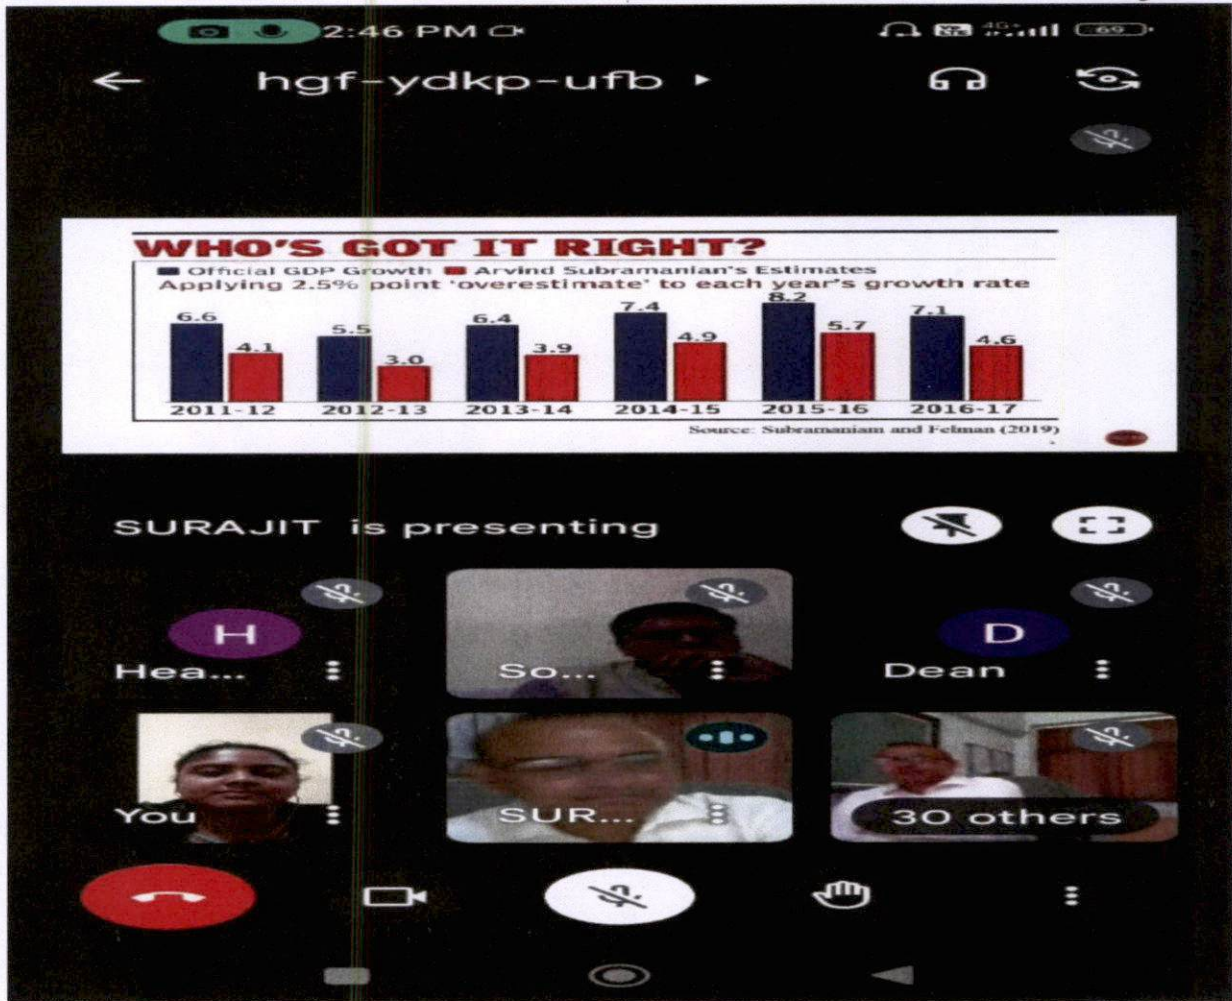 2:46 PM 4G+ 69
hgf-ydkp-ufb
WHO'S GOT IT RIGHT?
Official GDP Growth Arvind Subramanian's Estimates
Applying 2.5% point 'overestimate' to each year's growth rate
6.6 4.1 5.5 3.0 6.4 3.9 7.4 4.9 8.2 5.7 7.1 4.6
2011-12 2012-13 2013-14 2014-15 2015-16 2016-17
Source: Subramaniam and Felman (2019)
SURAJIT is presenting
H D
Hea... So... Dean
You SUR... 30 others